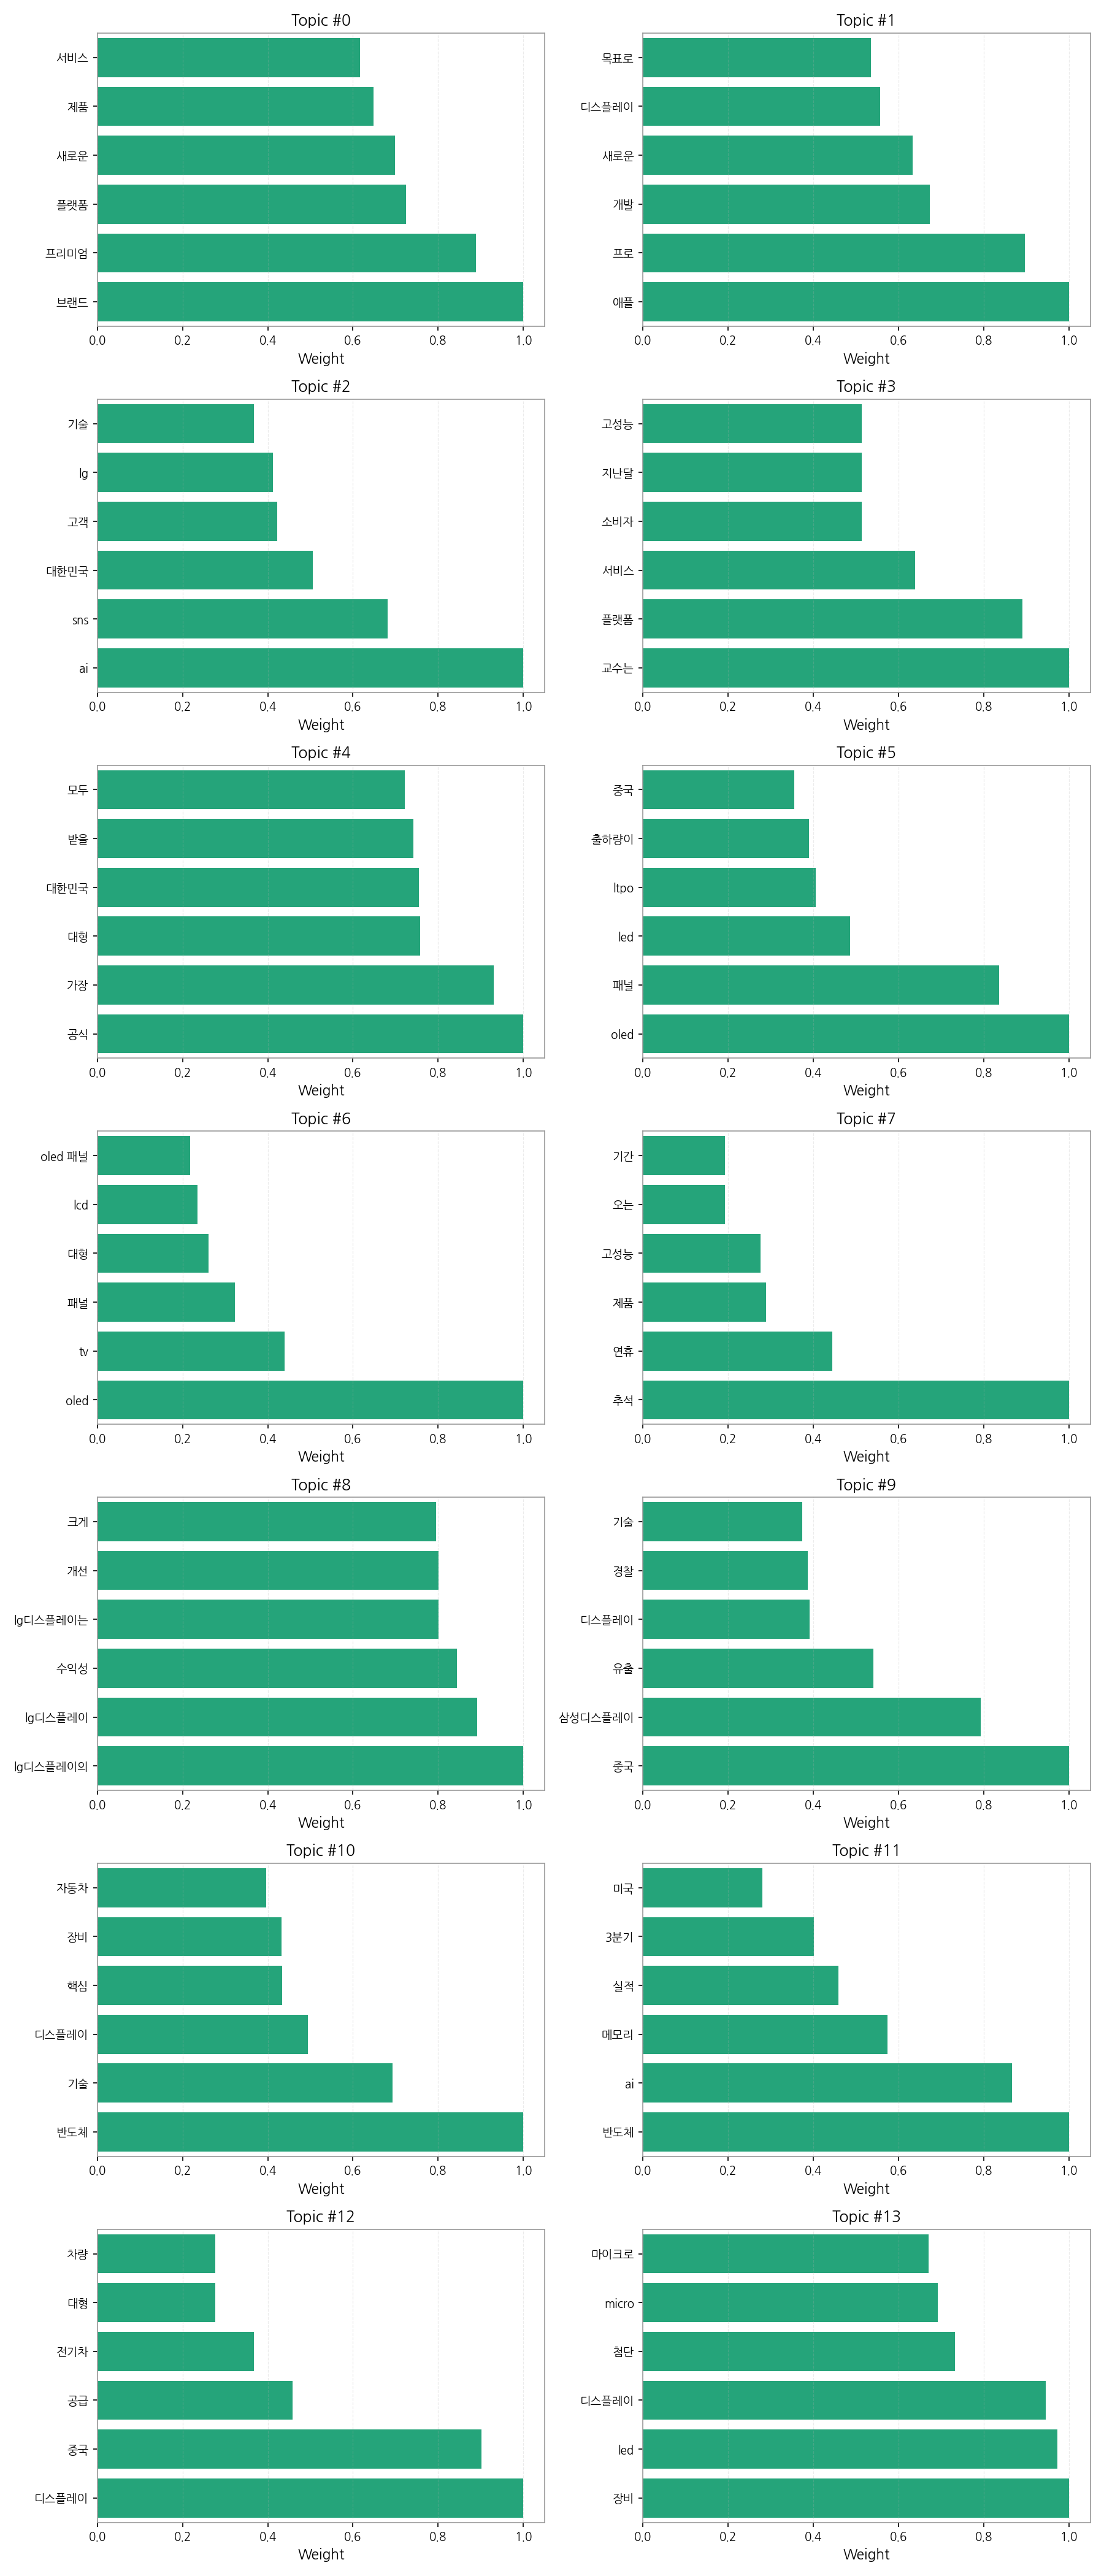 Topic #0
서비스
제품
새로운
플랫폼
프리미엄
브랜드
0.0 0.2 0.4 0.6 0.8 1.0
Weight
Topic #1
목표로
디스플레이
새로운
개발
프로
애플
0.0 0.2 0.4 0.6 0.8 1.0
Weight
Topic #2
기술
lg
고객
대한민국
sns
ai
0.0 0.2 0.4 0.6 0.8 1.0
Weight
Topic #3
고성능
지난달
소비자
서비스
플랫폼
교수는
0.0 0.2 0.4 0.6 0.8 1.0
Weight
Topic #4
모두
받을
대한민국
대형
가장
공식
0.0 0.2 0.4 0.6 0.8 1.0
Weight
Topic #5
중국
출하량이
ltpo
led
패널
oled
0.0 0.2 0.4 0.6 0.8 1.0
Weight
Topic #6
oled 패널
lcd
대형
패널
tv
oled
0.0 0.2 0.4 0.6 0.8 1.0
Weight
Topic #7
기간
오는
고성능
제품
연휴
추석
0.0 0.2 0.4 0.6 0.8 1.0
Weight
Topic #8
크게
개선
lg디스플레이는
수익성
lg디스플레이
lg디스플레이의
0.0 0.2 0.4 0.6 0.8 1.0
Weight
Topic #9
기술
경찰
디스플레이
유출
삼성디스플레이
중국
0.0 0.2 0.4 0.6 0.8 1.0
Weight
Topic #10
자동차
장비
핵심
디스플레이
기술
반도체
0.0 0.2 0.4 0.6 0.8 1.0
Weight
Topic #11
미국
3분기
실적
메모리
ai
반도체
0.0 0.2 0.4 0.6 0.8 1.0
Weight
Topic #12
차량
대형
전기차
공급
중국
디스플레이
0.0 0.2 0.4 0.6 0.8 1.0
Weight
Topic #13
마이크로
micro
첨단
디스플레이
led
장비
0.0 0.2 0.4 0.6 0.8 1.0
Weight